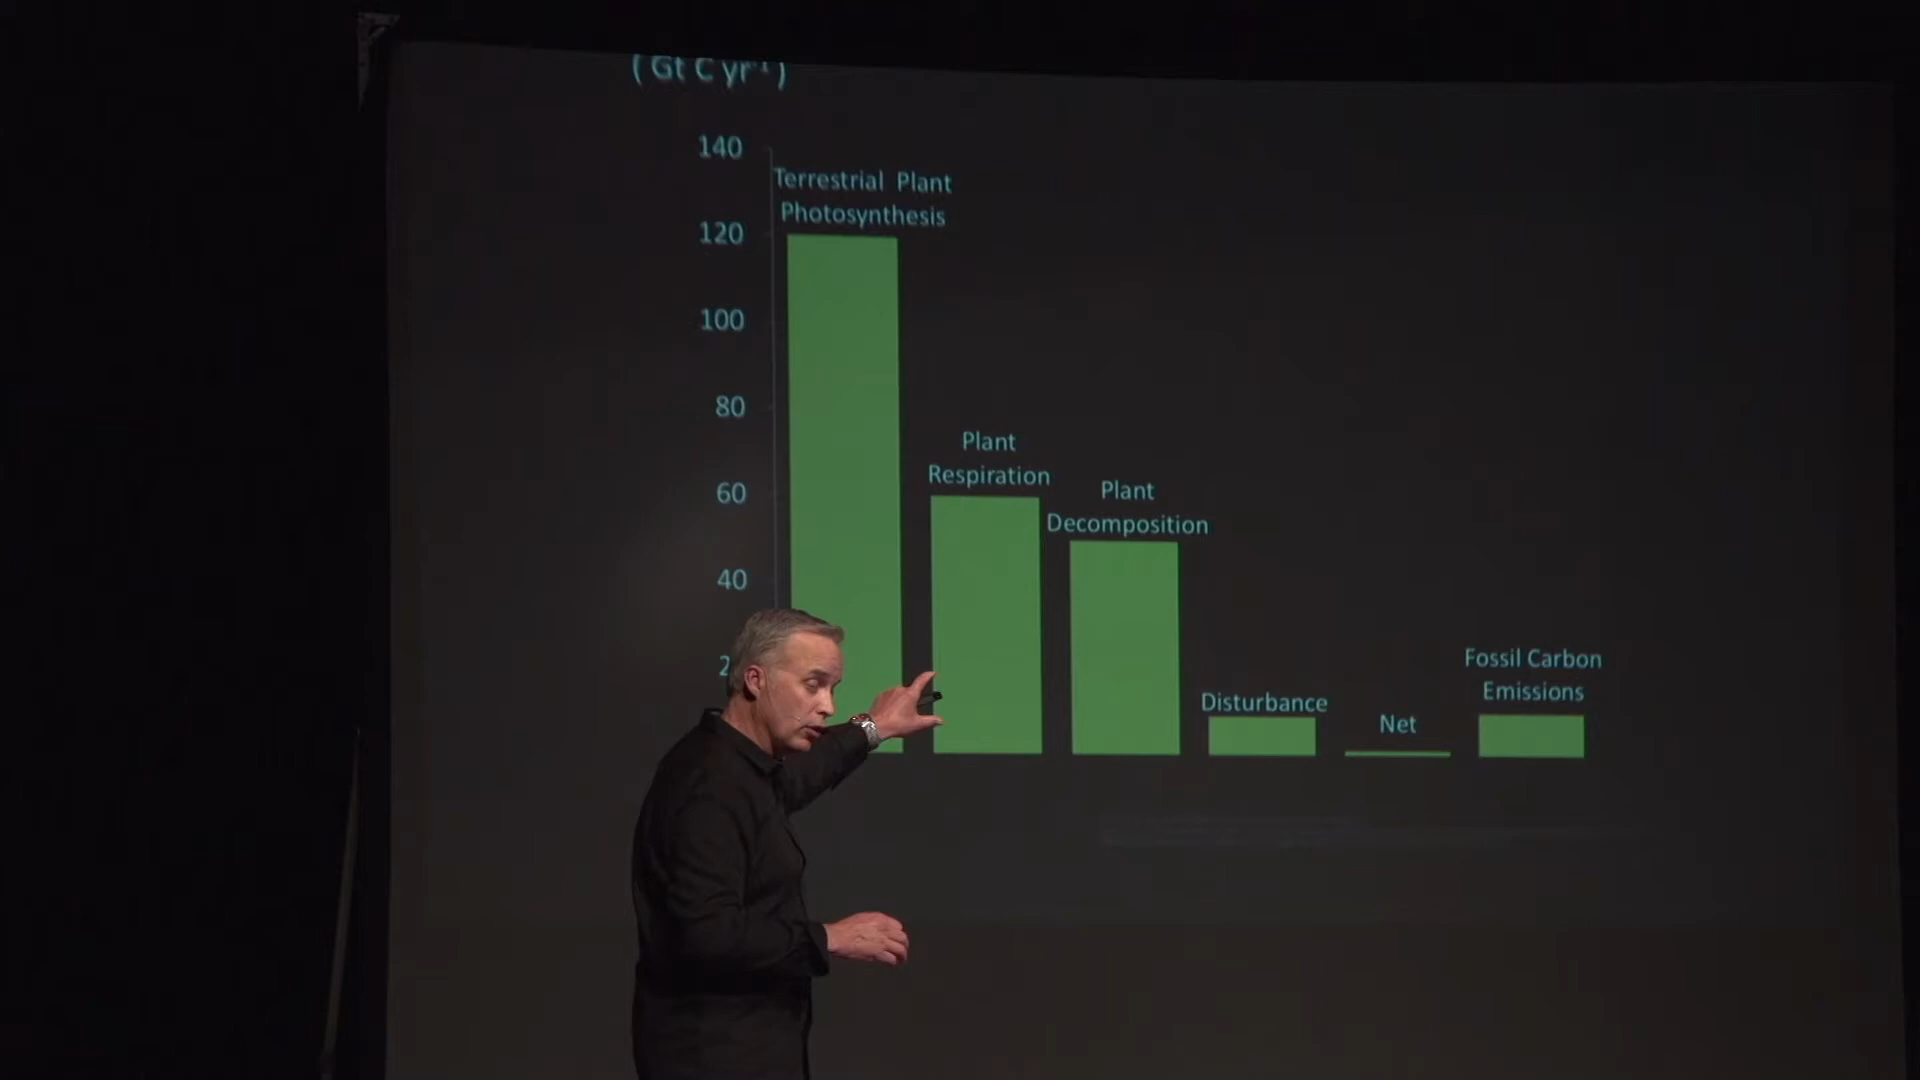 ( Gt C yr⁻¹ )
140
Terrestrial Plant
Photosynthesis
120
100
80
Plant
Respiration
60
Plant
Decomposition
40
2
Fossil Carbon
Emissions
Disturbance
Net